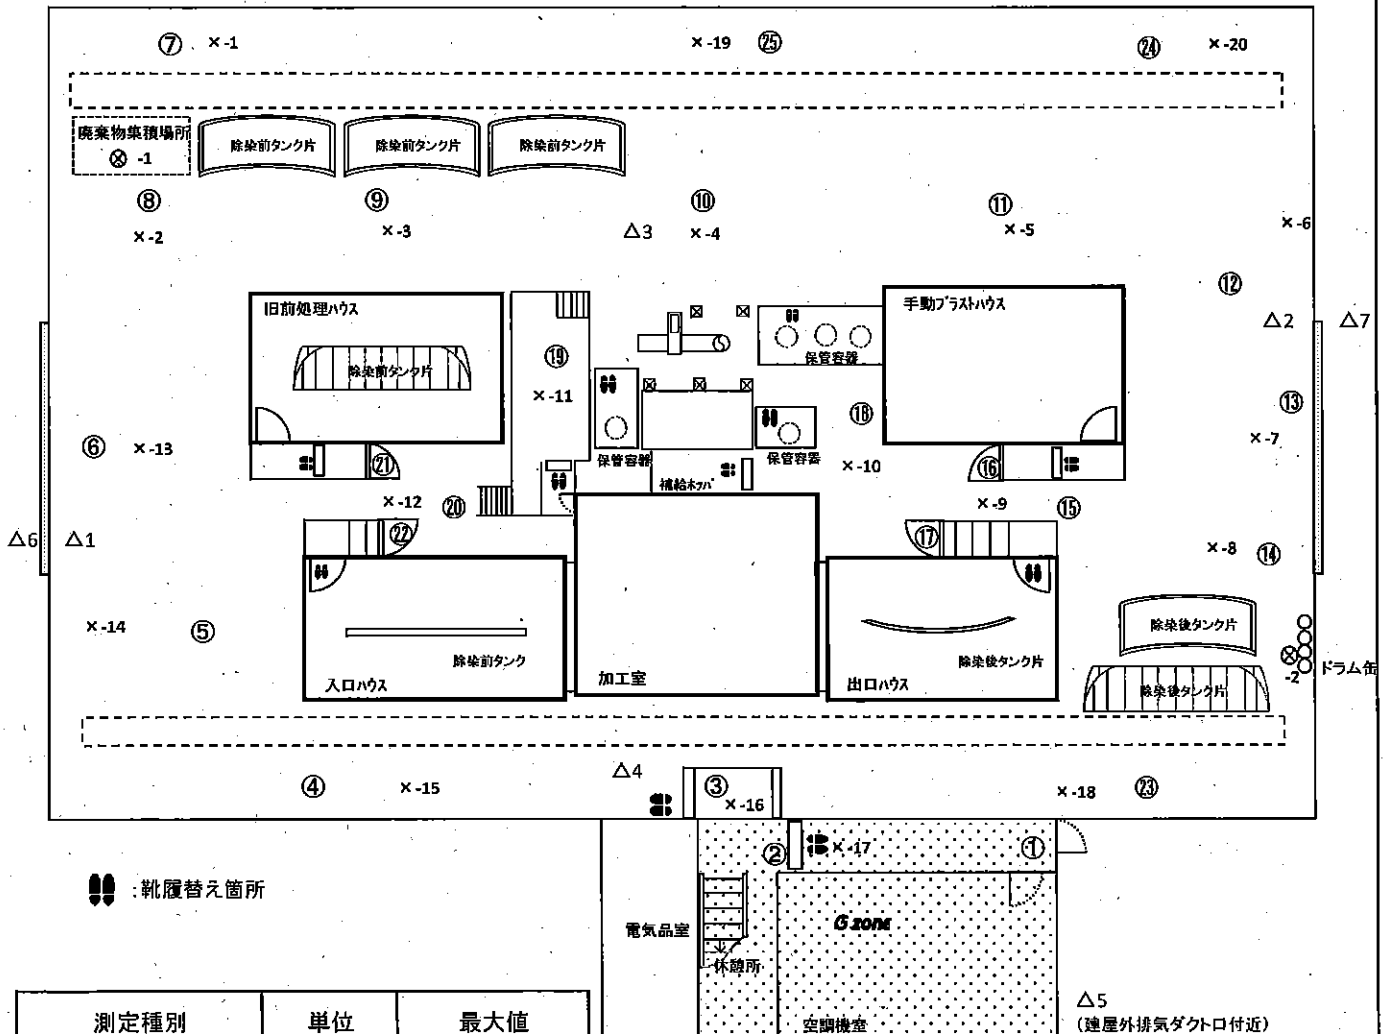 ⑦ ×-1 ×-19 ㉕ ㉔ ×-20
廃棄物集積場所
⊗ -1
除染前タンク片 除染前タンク片 除染前タンク片
⑧ ⑨ ⑩ ⑪
×-2 ×-3 △3 ×-4 ×-5 ×-6
⑫
旧前処理ハウス
手動ブラストハウス
△2 △7
除染前タンク片
⑲
保管容器
×-11
⑱
⑬
⑥ ×-13
×-7
㉑
保管容器
保管容器
×-10
⑯
補給ホッパ
×-12 ⑳
×-9 ⑮
△6 △1
㉒
⑰
×-8 ⑭
×-14 ⑤
除染後タンク片
除染前タンク
除染後タンク片
⊗
-2
ドラム缶
入口ハウス
加工室
出口ハウス
除染後タンク片
④ ×-15
△4
③
×-16
×-18 ㉓
② ×-17 ①
:靴履替え箇所
電気品室
G zone
休憩所
空調機室
△5
(建屋外排気ダクト口付近)
測定種別 単位 最大値